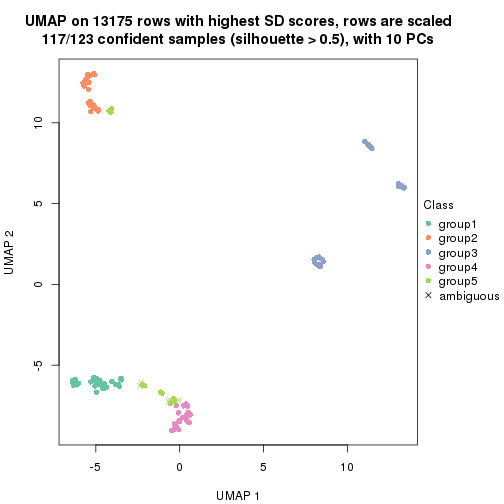 UMAP on 13175 rows with highest SD scores, rows are scaled
117/123 confident samples (silhouette > 0.5), with 10 PCs
10
5
0
-5
UMAP 2
-5
0
5
10
UMAP 1
Class
group1
group2
group3
group4
group5
ambiguous